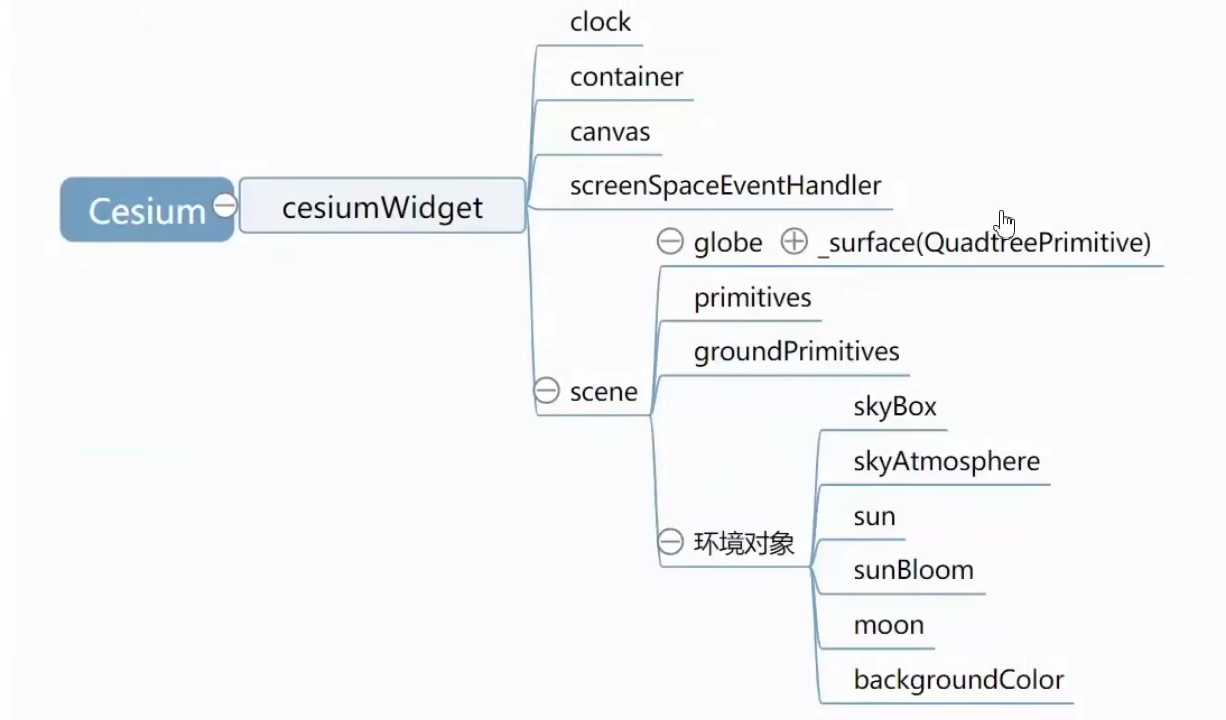 clock
container
canvas
screenSpaceEventHandler
Cesium
cesiumWidget
globe _surface(QuadtreePrimitive)
primitives
groundPrimitives
scene
skyBox
skyAtmosphere
sun
环境对象
sunBloom
moon
backgroundColor